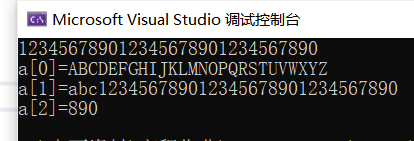 Microsoft Visual Studio 调试控制台
123456789012345678901234567890
a[0]=ABCDEFGHIJKLMNOPQRSTUVWXYZ
a[1]=abc123456789012345678901234567890
a[2]=890